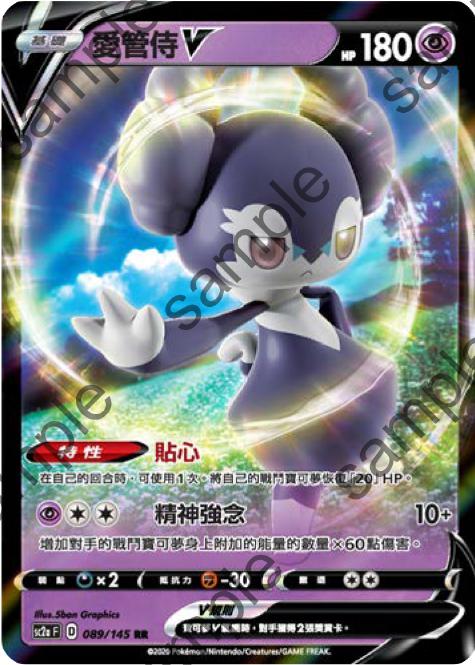 基礎 愛管侍V HP 180
特性 貼心
在自己的回合時,可使用1次。將自己的戰鬥寶可夢恢復「20」HP。
精神強念 10+
增加對手的戰鬥寶可夢身上附加的能量的數量×60點傷害。
弱點 ×2 抵抗力 -30 撤退
Illus.5ban Graphics
V規則
sc2a F D 089/145 RR
寶可夢V氣絕時,對手獲得2張獎賞卡。
©2020 Pokémon/Nintendo/Creatures/GAME FREAK.
sample
sample
sample
sample
sample
sample
sample
sample
sample